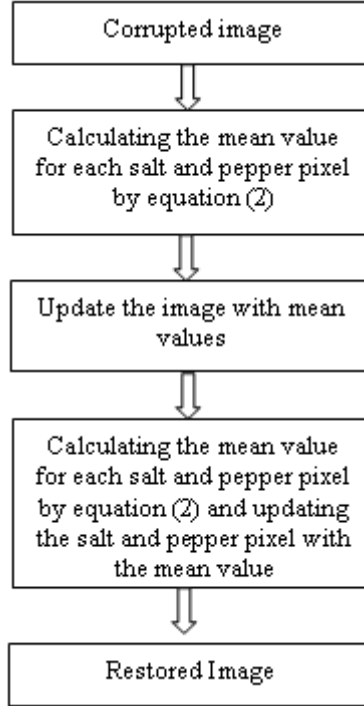 Corrupted image
Calculating the mean value
for each salt and pepper pixel
by equation (2)
Update the image with mean
values
Calculating the mean value
for each salt and pepper pixel
by equation (2) and updating
the salt and pepper pixel with
the mean value
Restored Image